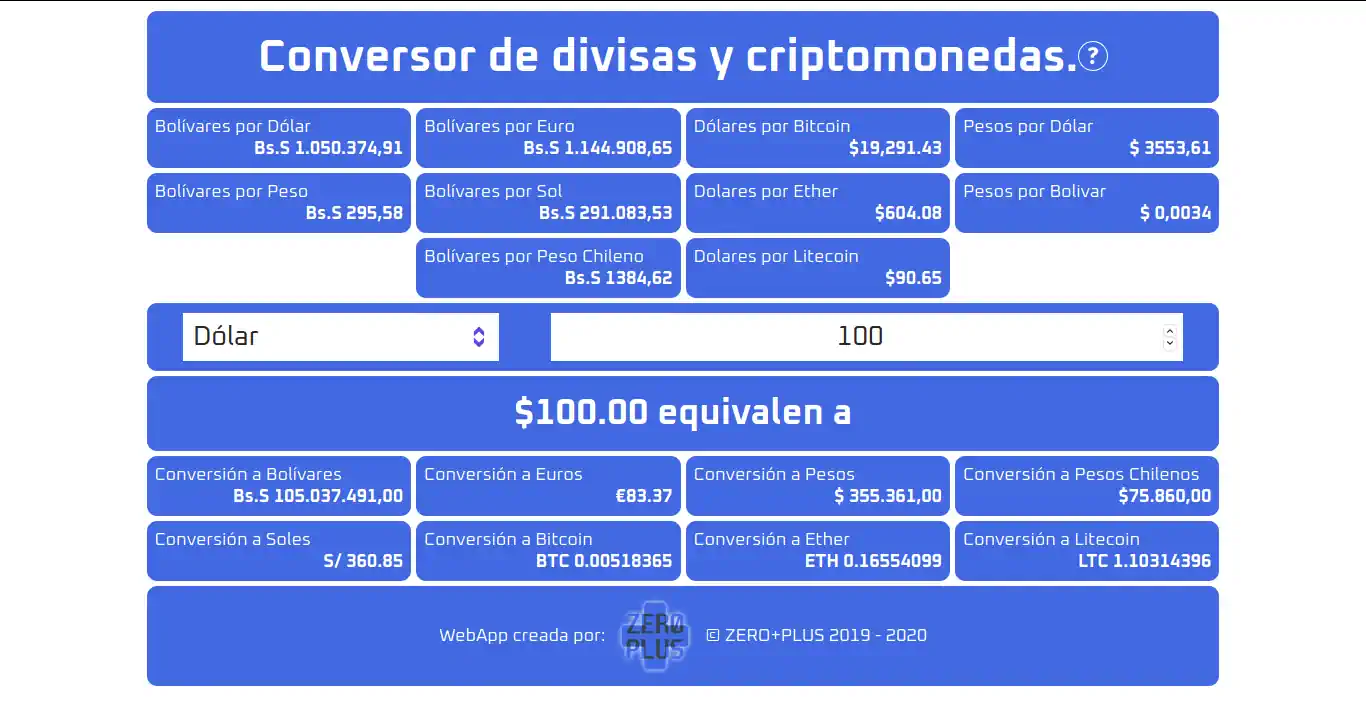 Conversor de divisas y criptomonedas.?
Bolívares por Dólar
Bs.S 1.050.374,91
Bolívares por Euro
Bs.S 1.144.908,65
Dólares por Bitcoin
$19,291.43
Pesos por Dólar
$ 3553,61
Bolívares por Peso
Bs.S 295,58
Bolívares por Sol
Bs.S 291.083,53
Dolares por Ether
$604.08
Pesos por Bolivar
$ 0,0034
Bolívares por Peso Chileno
Bs.S 1384,62
Dolares por Litecoin
$90.65
Dólar
100
$100.00 equivalen a
Conversión a Bolívares
Bs.S 105.037.491,00
Conversión a Euros
€83.37
Conversión a Pesos
$ 355.361,00
Conversión a Pesos Chilenos
$75.860,00
Conversión a Soles
S/ 360.85
Conversión a Bitcoin
BTC 0.00518365
Conversión a Ether
ETH 0.16554099
Conversión a Litecoin
LTC 1.10314396
WebApp creada por:
ZERO
PLUS
© ZERO+PLUS 2019 - 2020